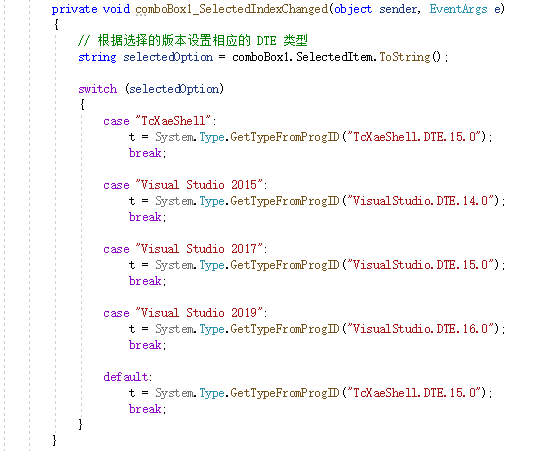 private void comboBox1_SelectedIndexChanged(object sender, EventArgs e)
{
// 根据选择的版本设置相应的 DTE 类型
string selectedOption = comboBox1.SelectedItem.ToString();
switch (selectedOption)
{
case "TcXaeShell":
t = System.Type.GetTypeFromProgID("TcXaeShell.DTE.15.0");
break;
case "Visual Studio 2015":
t = System.Type.GetTypeFromProgID("VisualStudio.DTE.14.0");
break;
case "Visual Studio 2017":
t = System.Type.GetTypeFromProgID("VisualStudio.DTE.15.0");
break;
case "Visual Studio 2019":
t = System.Type.GetTypeFromProgID("VisualStudio.DTE.16.0");
break;
default:
t = System.Type.GetTypeFromProgID("TcXaeShell.DTE.15.0");
break;
}
}